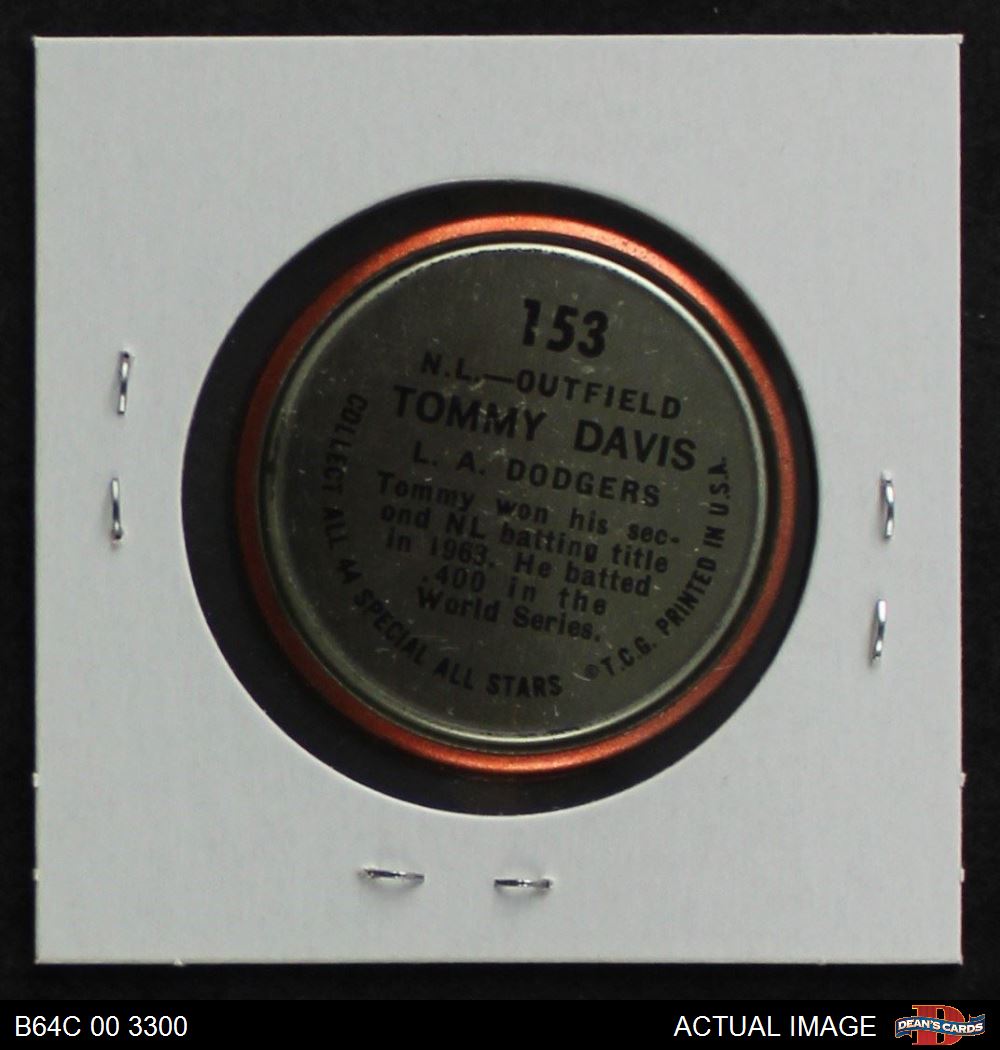 153
N.L.—OUTFIELD
TOMMY DAVIS
L. A. DODGERS
Tommy won his sec-
ond NL batting title
in 1963. He batted
.400 in the
World Series.
COLLECT ALL 44 SPECIAL ALL STARS
©T.C.G. PRINTED IN U.S.A.
B64C 00 3300
ACTUAL IMAGE
D
DEAN'S CARDS